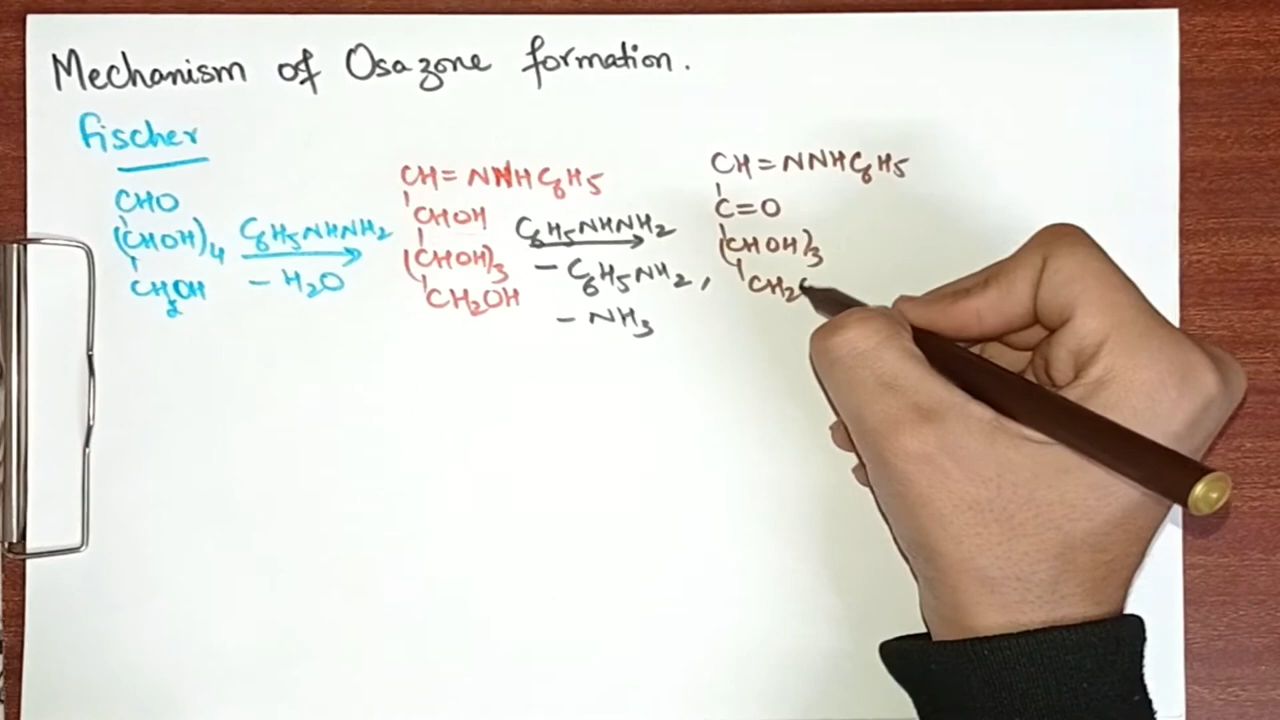 Mechanism of Osazone formation.
Fischer
CHO
(CHOH)4
CH2OH
C6H5NHNH2
- H2O
CH=NNHC6H5
CHOH
(CHOH)3
CH2OH
C6H5NHNH2
- C6H5NH2,
- NH3
CH=NNHC6H5
C=O
(CHOH)3
CH2